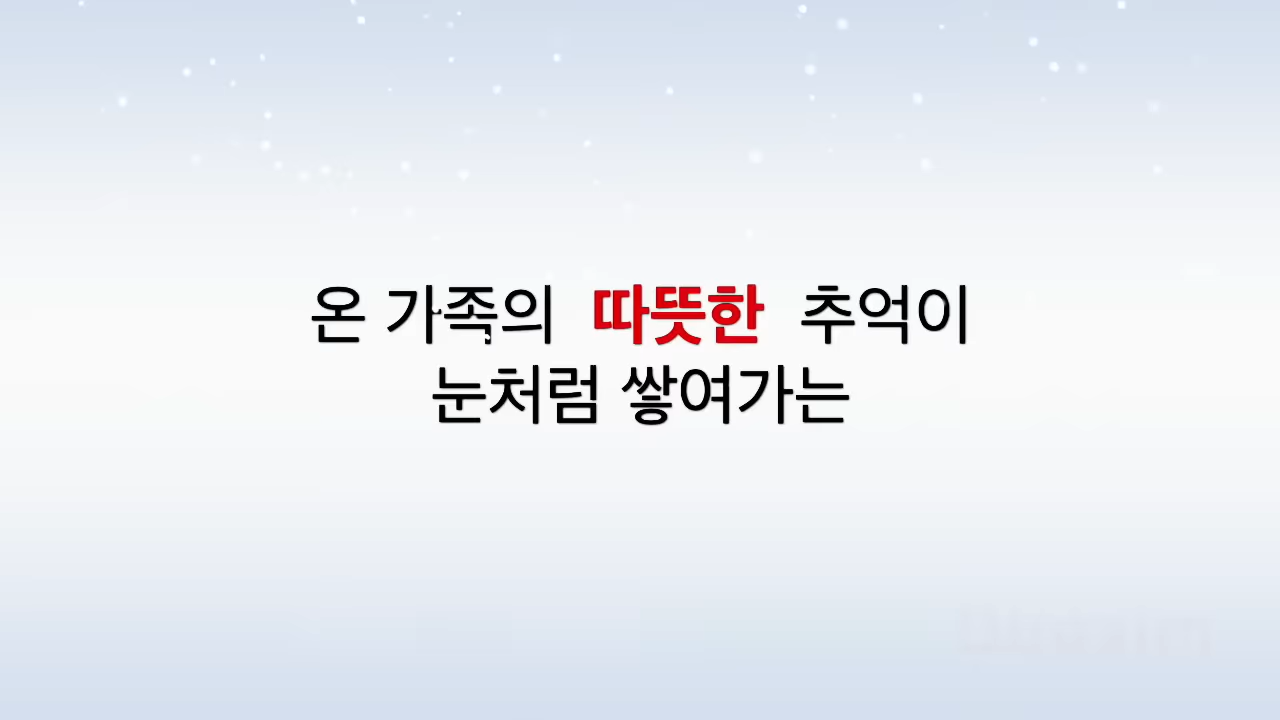 온 가족의 따뜻한 추억이
눈처럼 쌓여가는